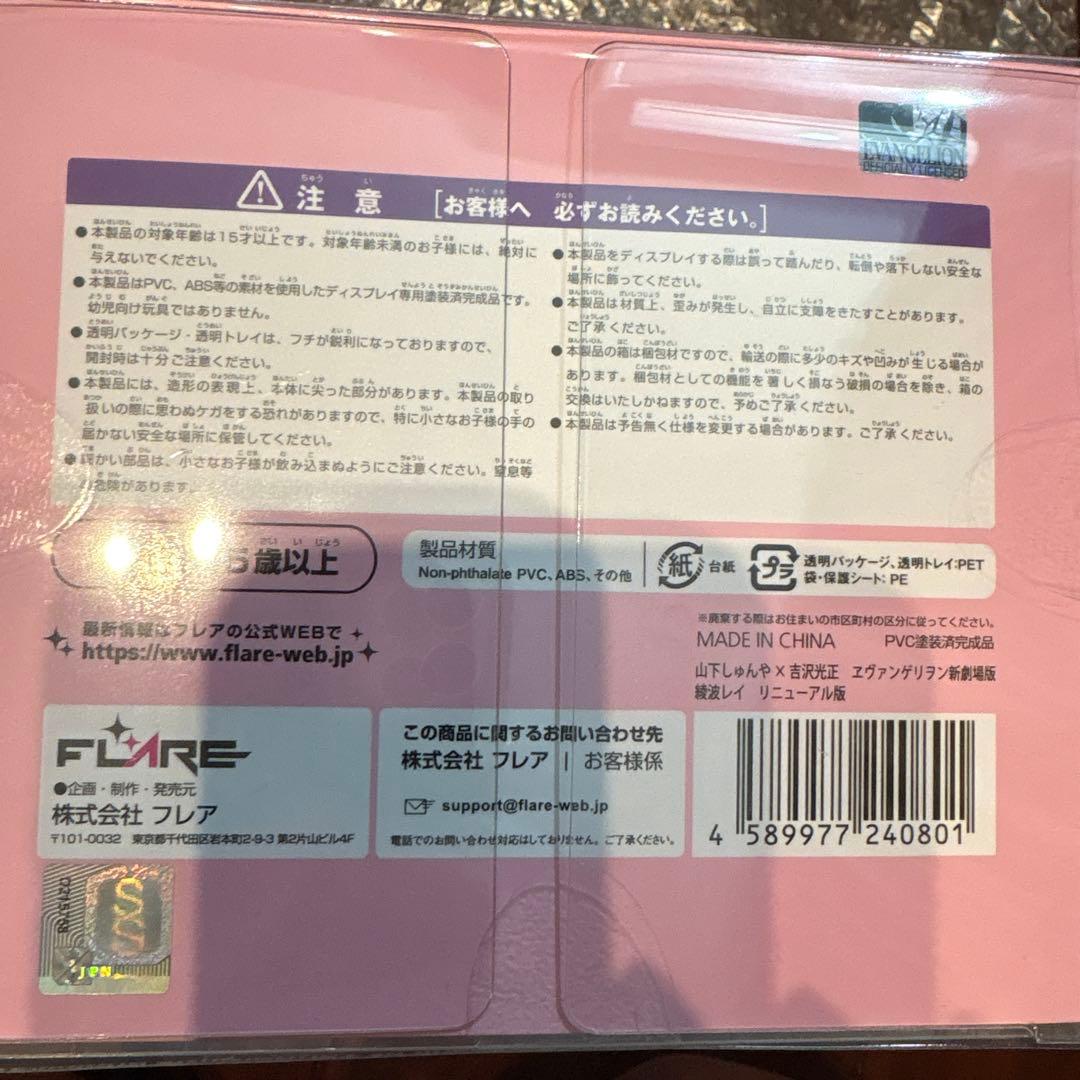 EVANGELION
OFFICIALLY LICENSED
注意 [お客様へ 必ずお読みください。]
●本製品の対象年齢は15才以上です。対象年齢未満のお子様には、絶対に
与えないでください。
●本製品はPVC、ABS等の素材を使用したディスプレイ専用塗装済完成品です。
幼児向け玩具ではありません。
●透明パッケージ・透明トレイは、フチが鋭利になっておりますので、
開封時は十分ご注意ください。
●本製品には、造形の表現上、本体に尖った部分があります。本製品の取り
扱いの際に思わぬケガをする恐れがありますので、特に小さなお子様の手の
届かない安全な場所に保管してください。
●細かい部品は、小さなお子様が飲み込まぬようにご注意ください。窒息等
の危険があります。
●本製品をディスプレイする際は誤って踏んだり、転倒や落下しない安全な
場所に飾ってください。
●本製品は材質上、歪みが発生し、自立に支障をきたすことがあります。
ご了承ください。
●本製品の箱は梱包材ですので、輸送の際に多少のキズや凹みが生じる場合が
あります。梱包材としての機能を著しく損なう破損の場合を除き、箱の
交換はいたしかねますので、予めご了承ください。
●本製品は予告無く仕様を変更する場合があります。ご了承ください。
歳以上
製品材質
Non-phthalate PVC、ABS、その他
紙 台紙
プラ 透明パッケージ、透明トレイ:PET
袋・保護シート: PE
※廃棄する際はお住まいの市区町村の区分に従ってください。
MADE IN CHINA PVC塗装済完成品
山下しゅんや×吉沢光正 ヱヴァンゲリヲン新劇場版
綾波レイ リニューアル版
最新情報はフレアの公式WEBで
https://www.flare-web.jp
FLARE
●企画・制作・発売元
株式会社 フレア
〒101-0032 東京都千代田区岩本町2-9-3 第2片山ビル4F
この商品に関するお問い合わせ先
株式会社 フレア | お客様係
support@flare-web.jp
電話でのお問い合わせ対応はしておりません。ご了承ください。
4 589977 240801
SS
JPN